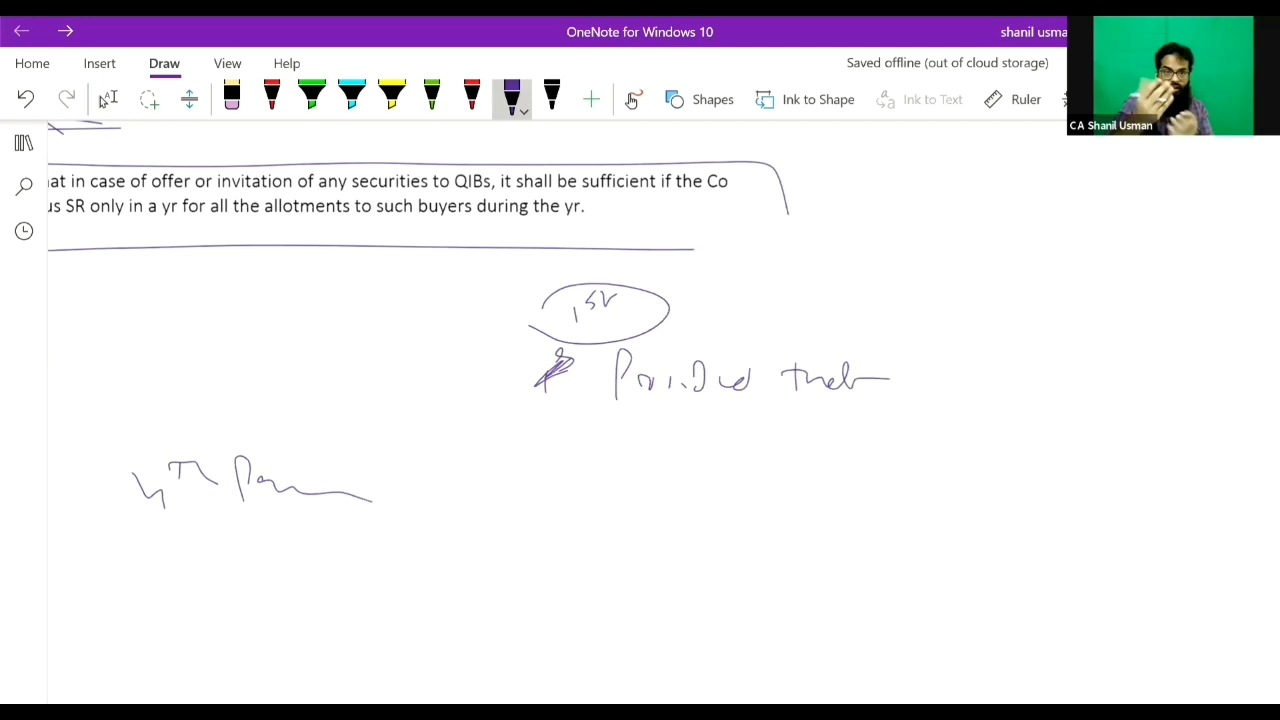 OneNote for Windows 10
shanil usma
Home Insert Draw View Help
Saved offline (out of cloud storage)
Shapes Ink to Shape Ink to Text Ruler
CA Shanil Usman
at in case of offer or invitation of any securities to QIBs, it shall be sufficient if the Co
us SR only in a yr for all the allotments to such buyers during the yr.
1 SR
Provided that
4th